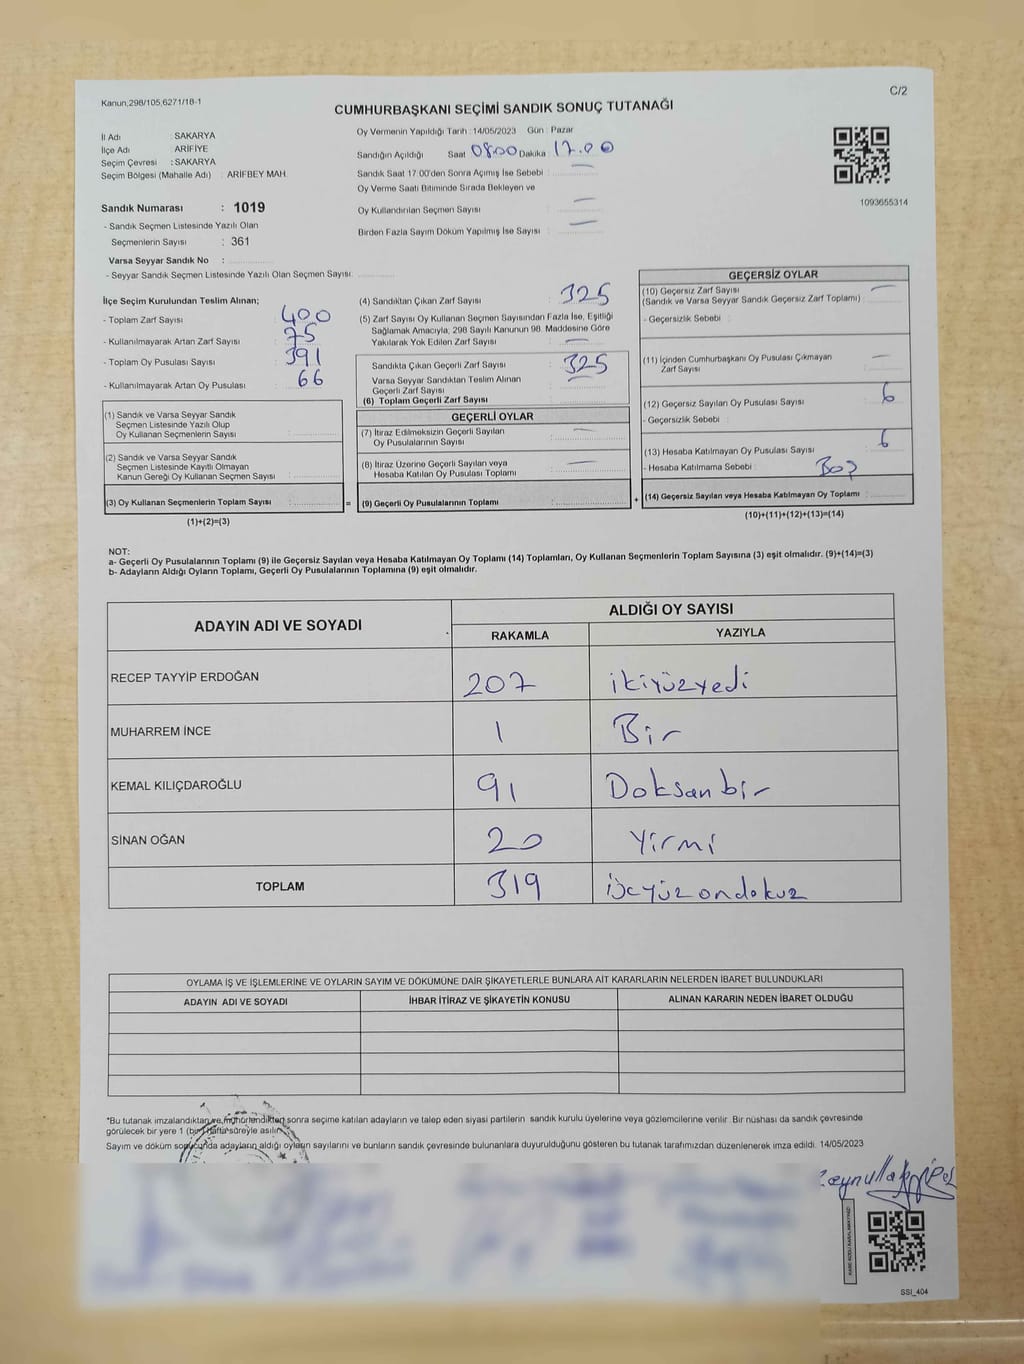 Kanun,298/105,6271/18-1
C/2
CUMHURBAŞKANI SEÇİMİ SANDIK SONUÇ TUTANAĞI
İl Adı : SAKARYA
İlçe Adı : ARİFİYE
Seçim Çevresi : SAKARYA
Seçim Bölgesi (Mahalle Adı) : ARİFBEY MAH.
Oy Vermenin Yapıldığı Tarih : 14/05/2023 Gün : Pazar
Sandığın Açıldığı Saat 0800 Dakika 17.00
Sandık Saat 17.00'den Sonra Açımış İse Sebebi : —
Oy Verme Saati Bitiminde Sırada Bekleyen ve
Oy Kullandırılan Seçmen Sayısı : —
Birden Fazla Sayım Döküm Yapılmış İse Sayısı : —
1093655314
Sandık Numarası : 1019
- Sandık Seçmen Listesinde Yazılı Olan
Seçmenlerin Sayısı : 361
Varsa Seyyar Sandık No :
- Seyyar Sandık Seçmen Listesinde Yazılı Olan Seçmen Sayısı:
İlçe Seçim Kurulundan Teslim Alınan;
- Toplam Zarf Sayısı : 400
- Kullanılmayarak Artan Zarf Sayısı : 75
- Toplam Oy Pusulası Sayısı : 391
- Kullanılmayarak Artan Oy Pusulası : 66
(1) Sandık ve Varsa Seyyar Sandık
Seçmen Listesinde Yazılı Olup
Oy Kullanan Seçmenlerin Sayısı :
(2) Sandık ve Varsa Seyyar Sandık
Seçmen Listesinde Kayıtlı Olmayan
Kanun Gereği Oy Kullanan Seçmen Sayısı :
(3) Oy Kullanan Seçmenlerin Toplam Sayısı :
(1)+(2)=(3)
=
(4) Sandıktan Çıkan Zarf Sayısı : 325
(5) Zarf Sayısı Oy Kullanan Seçmen Sayısından Fazla İse, Eşitliği
Sağlamak Amacıyla, 298 Sayılı Kanunun 98. Maddesine Göre
Yakılarak Yok Edilen Zarf Sayısı : —
Sandıkta Çıkan Geçerli Zarf Sayısı : 325
Varsa Seyyar Sandıktan Teslim Alınan
Geçerli Zarf Sayısı : —
(6) Toplam Geçerli Zarf Sayısı :
GEÇERLİ OYLAR
(7) İtiraz Edilmeksizin Geçerli Sayılan
Oy Pusulalarının Sayısı : —
(8) İtiraz Üzerine Geçerli Sayılan veya
Hesaba Katılan Oy Pusulası Toplamı : —
(9) Geçerli Oy Pusulalarının Toplamı :
+
GEÇERSİZ OYLAR
(10) Geçersiz Zarf Sayısı : —
(Sandık ve Varsa Seyyar Sandık Geçersiz Zarf Toplamı)
- Geçersizlik Sebebi :
(11) İçinden Cumhurbaşkanı Oy Pusulası Çıkmayan
Zarf Sayısı : —
(12) Geçersiz Sayılan Oy Pusulası Sayısı : 6
- Geçersizlik Sebebi :
(13) Hesaba Katılmayan Oy Pusulası Sayısı : 6
- Hesaba Katılmama Sebebi :
(14) Geçersiz Sayılan veya Hesaba Katılmayan Oy Toplamı :
(10)+(11)+(12)+(13)=(14)
NOT:
a- Geçerli Oy Pusulalarının Toplamı (9) ile Geçersiz Sayılan veya Hesaba Katılmayan Oy Toplamı (14) Toplamları, Oy Kullanan Seçmenlerin Toplam Sayısına (3) eşit olmalıdır. (9)+(14)=(3)
b- Adayların Aldığı Oyların Toplamı, Geçerli Oy Pusulalarının Toplamına (9) eşit olmalıdır.
ADAYIN ADI VE SOYADI ALDIĞI OY SAYISI
RAKAMLA YAZIYLA
RECEP TAYYİP ERDOĞAN 207 ikiyüzyedi
MUHARREM İNCE 1 Bir
KEMAL KILIÇDAROĞLU 91 Doksanbir
SİNAN OĞAN 20 Yirmi
TOPLAM 319 üçyüzondokuz
OYLAMA İŞ VE İŞLEMLERİNE VE OYLARIN SAYIM VE DÖKÜMÜNE DAİR ŞİKAYETLERLE BUNLARA AİT KARARLARIN NELERDEN İBARET BULUNDUKLARI
ADAYIN ADI VE SOYADI İHBAR İTİRAZ VE ŞİKAYETİN KONUSU ALINAN KARARIN NEDEN İBARET OLDUĞU
*Bu tutanak imzalandıktan ve mühürlendikten sonra seçime katılan adayların ve talep eden siyasi partilerin sandık kurulu üyelerine veya gözlemcilerine verilir. Bir nüshası da sandık çevresinde
görülecek bir yere 1 (bir) hafta süreyle asılır.
Sayım ve döküm sonucunda adayların aldığı oyların sayılarını ve bunların sandık çevresinde bulunanlara duyurulduğunu gösteren bu tutanak tarafımızdan düzenlenerek imza edildi. 14/05/2023
SSI_404